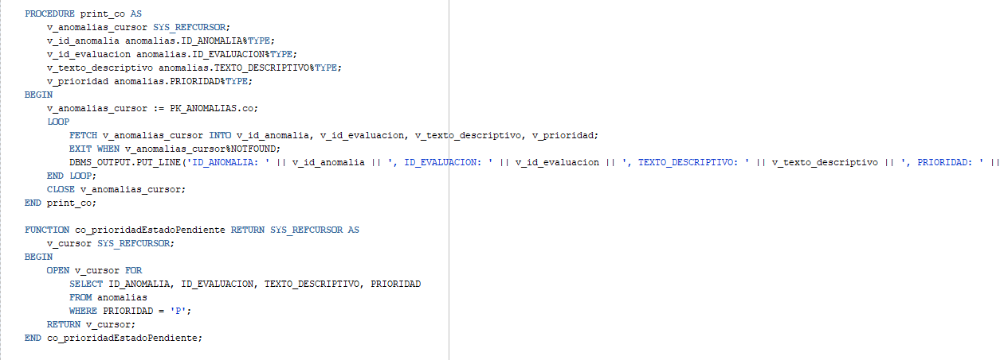 PROCEDURE print_co AS
v_anomalias_cursor SYS_REFCURSOR;
v_id_anomalia anomalias.ID_ANOMALIA%TYPE;
v_id_evaluacion anomalias.ID_EVALUACION%TYPE;
v_texto_descriptivo anomalias.TEXTO_DESCRIPTIVO%TYPE;
v_prioridad anomalias.PRIORIDAD%TYPE;
BEGIN
v_anomalias_cursor := PK_ANOMALIAS.co;
LOOP
FETCH v_anomalias_cursor INTO v_id_anomalia, v_id_evaluacion, v_texto_descriptivo, v_prioridad;
EXIT WHEN v_anomalias_cursor%NOTFOUND;
DBMS_OUTPUT.PUT_LINE('ID_ANOMALIA: ' || v_id_anomalia || ', ID_EVALUACION: ' || v_id_evaluacion || ', TEXTO_DESCRIPTIVO: ' || v_texto_descriptivo || ', PRIORIDAD: ' ||
END LOOP;
CLOSE v_anomalias_cursor;
END print_co;
FUNCTION co_prioridadEstadoPendiente RETURN SYS_REFCURSOR AS
v_cursor SYS_REFCURSOR;
BEGIN
OPEN v_cursor FOR
SELECT ID_ANOMALIA, ID_EVALUACION, TEXTO_DESCRIPTIVO, PRIORIDAD
FROM anomalias
WHERE PRIORIDAD = 'P';
RETURN v_cursor;
END co_prioridadEstadoPendiente;